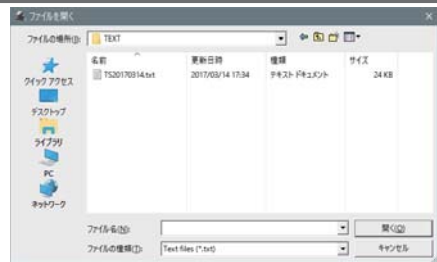 ファイルを開く
ファイルの場所(I):
TEXT
名前 更新日時 種類 サイズ
TS20170314.txt 2017/03/14 17:34 テキスト ドキュメント 24 KB
クイック アクセス
デスクトップ
ライブラリ
PC
ネットワーク
ファイル名(N):
開く(O)
ファイルの種類(T):
Text files (*.txt)
キャンセル